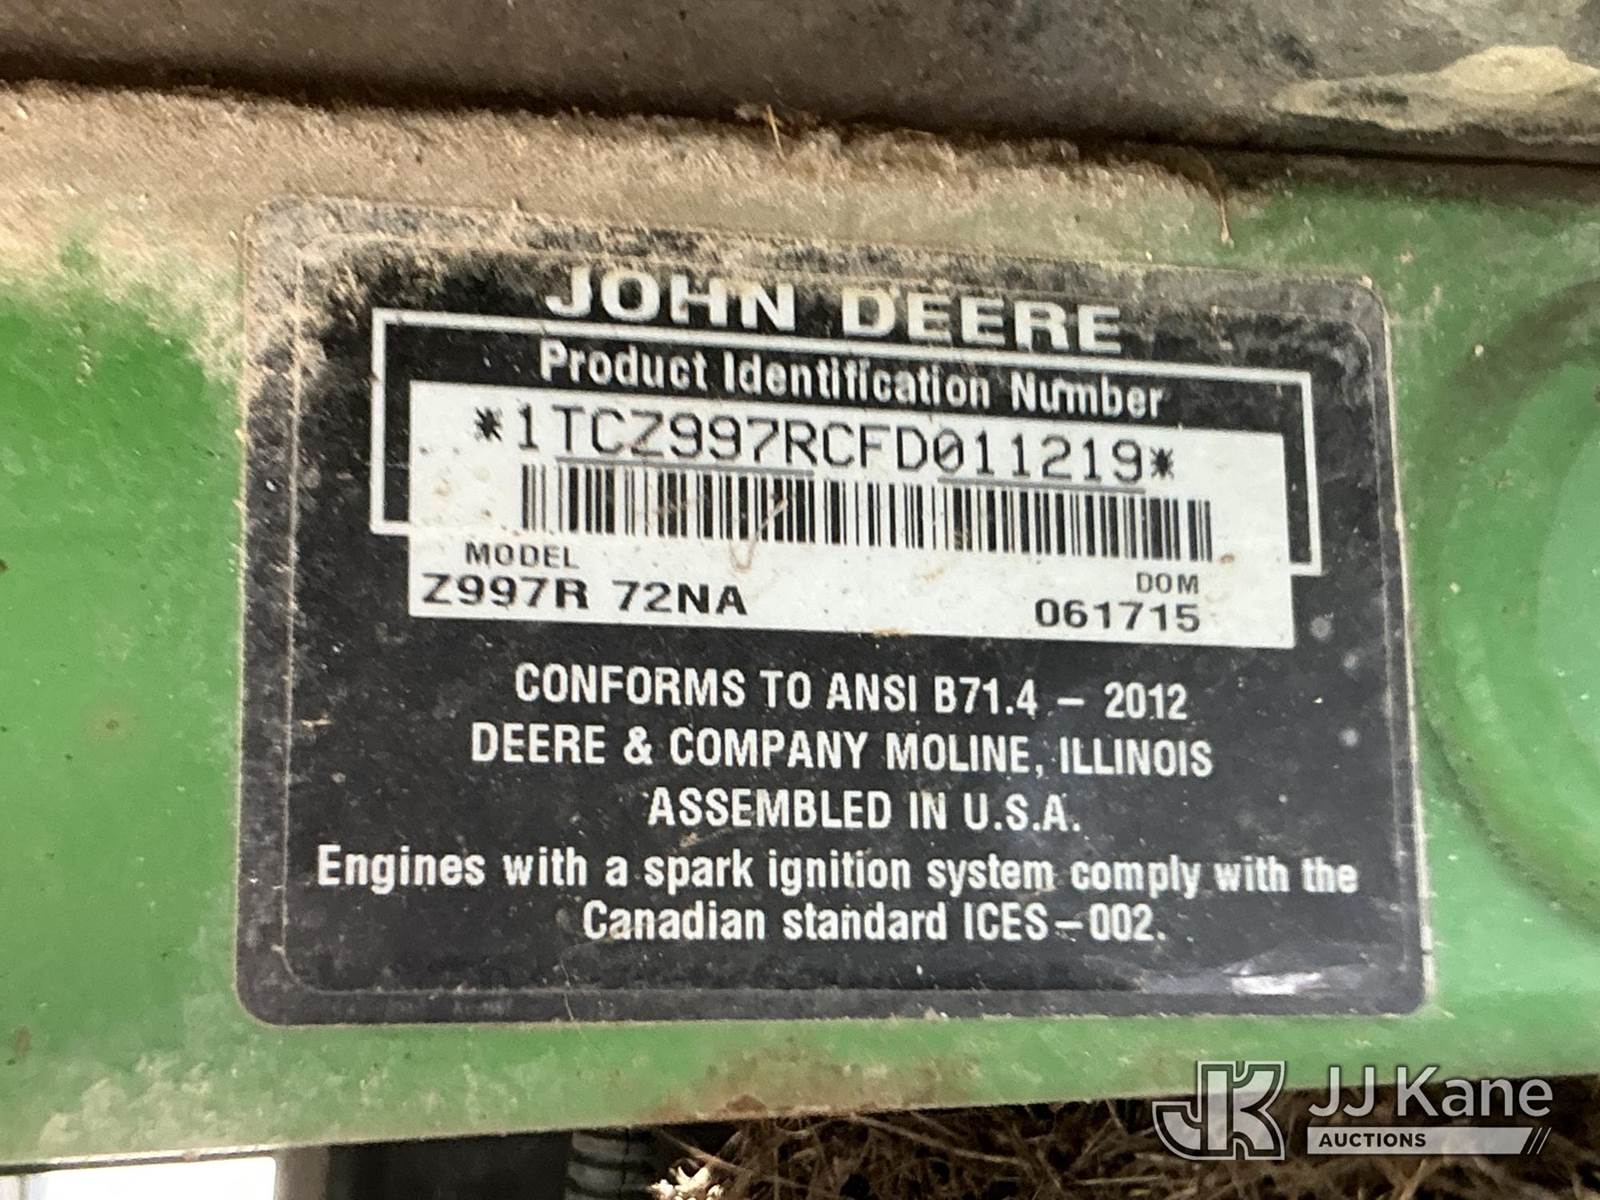 JOHN DEERE
Product Identification Number
*1TCZ997RCFD011219*
MODEL
DOM
Z997R 72NA
061715
CONFORMS TO ANSI B71.4 – 2012
DEERE & COMPANY MOLINE, ILLINOIS
ASSEMBLED IN U.S.A.
Engines with a spark ignition system comply with the
Canadian standard ICES–002.
JK JJ Kane
AUCTIONS